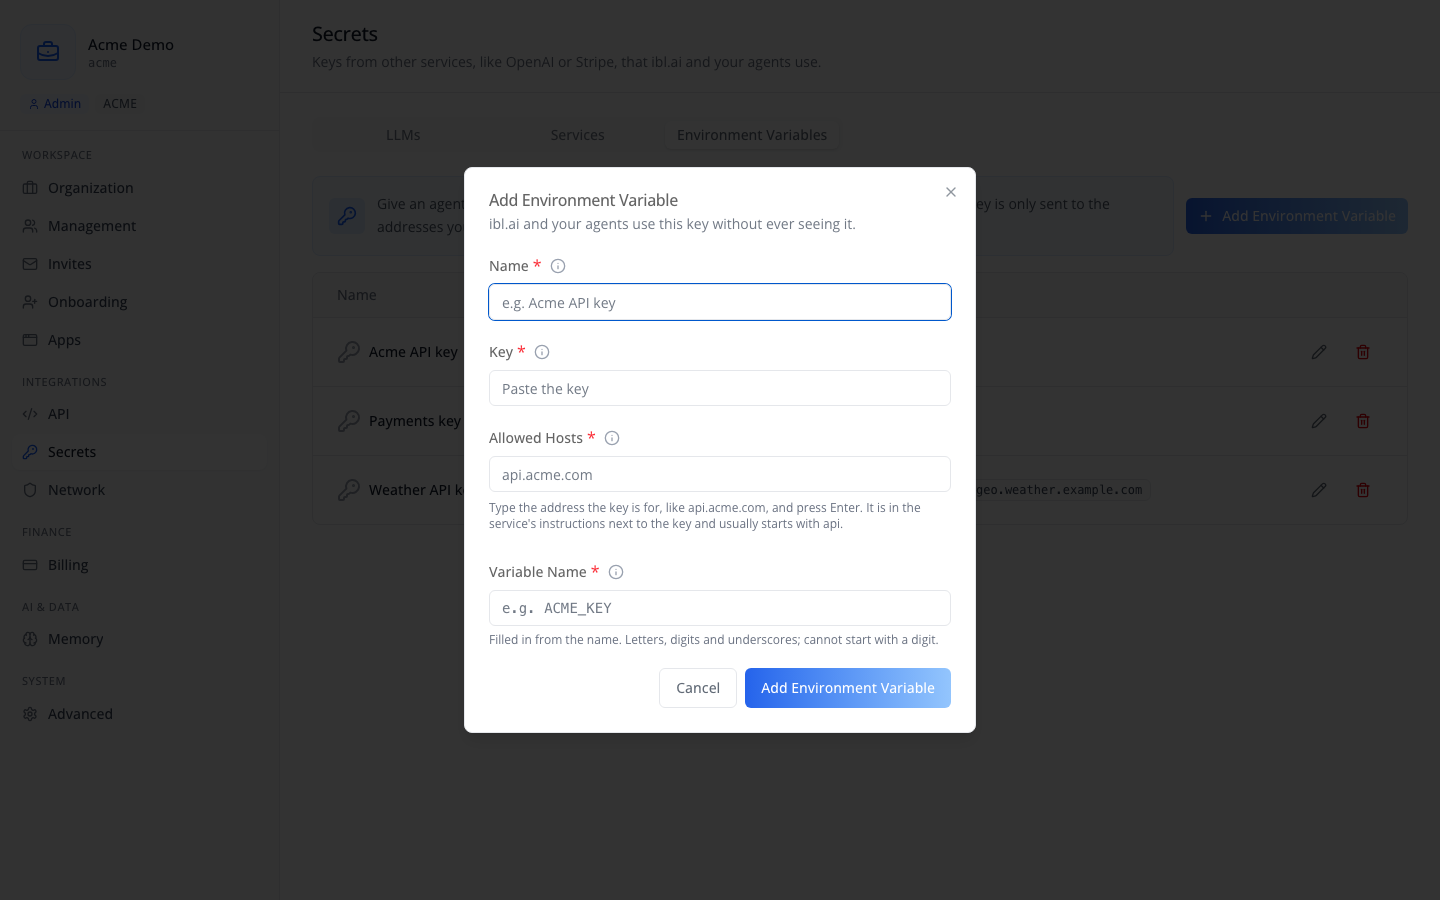 Acme Demo
acme
Admin
ACME
WORKSPACE
Organization
Management
Invites
Onboarding
Apps
INTEGRATIONS
API
Secrets
Network
FINANCE
Billing
AI & DATA
Memory
SYSTEM
Advanced
Secrets
Keys from other services, like OpenAI or Stripe, that ibl.ai and your agents use.
LLMs
Services
Environment Variables
Give an agent
key is only sent to the
addresses yo
Add Environment Variable
Name
Acme API key
Payments key
Weather API k
geo.weather.example.com
Add Environment Variable
ibl.ai and your agents use this key without ever seeing it.
Name *
e.g. Acme API key
Key *
Paste the key
Allowed Hosts *
api.acme.com
Type the address the key is for, like api.acme.com, and press Enter. It is in the
service's instructions next to the key and usually starts with api.
Variable Name *
e.g. ACME_KEY
Filled in from the name. Letters, digits and underscores; cannot start with a digit.
Cancel
Add Environment Variable